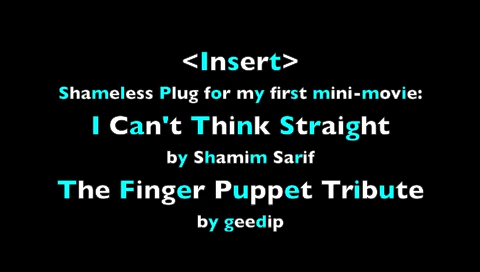 <Insert>
Shameless Plug for my first mini-movie:
I Can't Think Straight
by Shamim Sarif
The Finger Puppet Tribute
by geedip